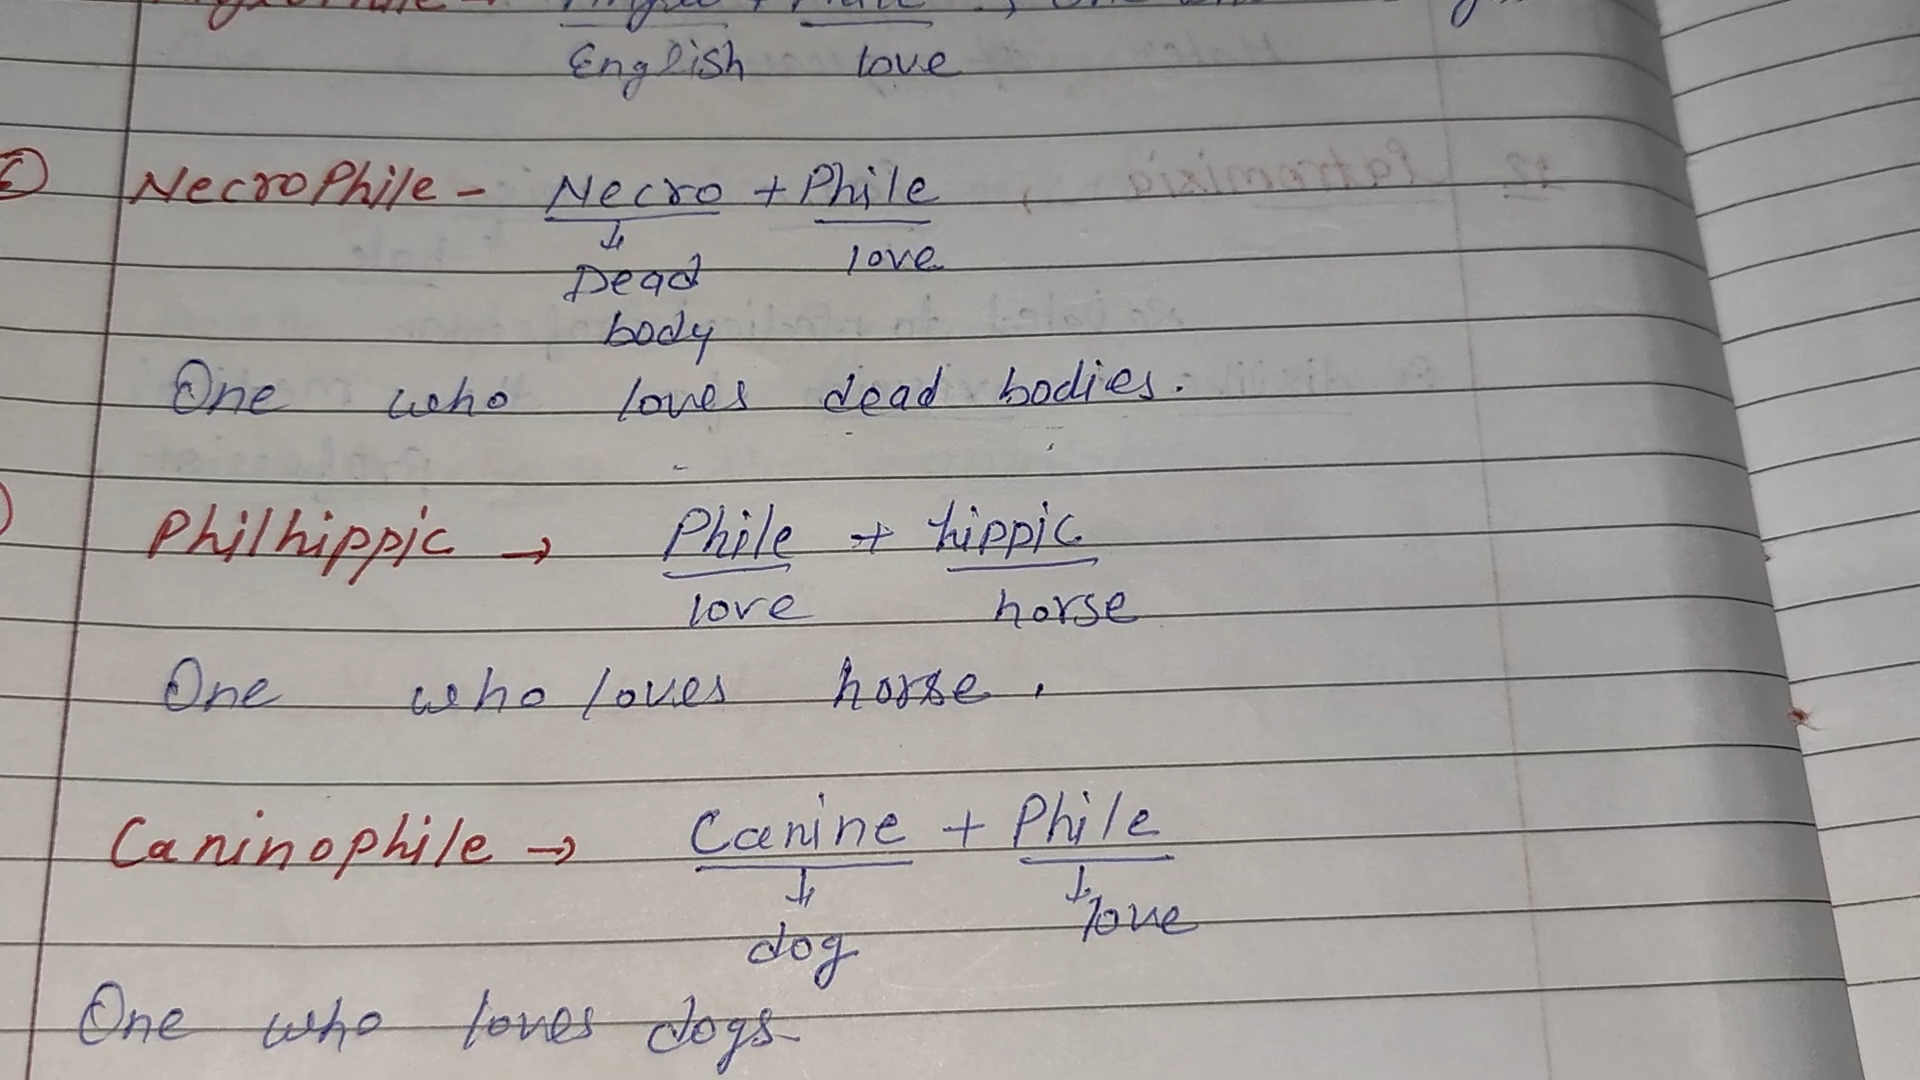 English love
NecroPhile - Necro + Phile
Dead love
body
One who loves dead bodies.
Philhippic → Phile + hippic
love horse
One who loves horse.
Caninophile → Canine + Phile
dog love
One who loves dogs